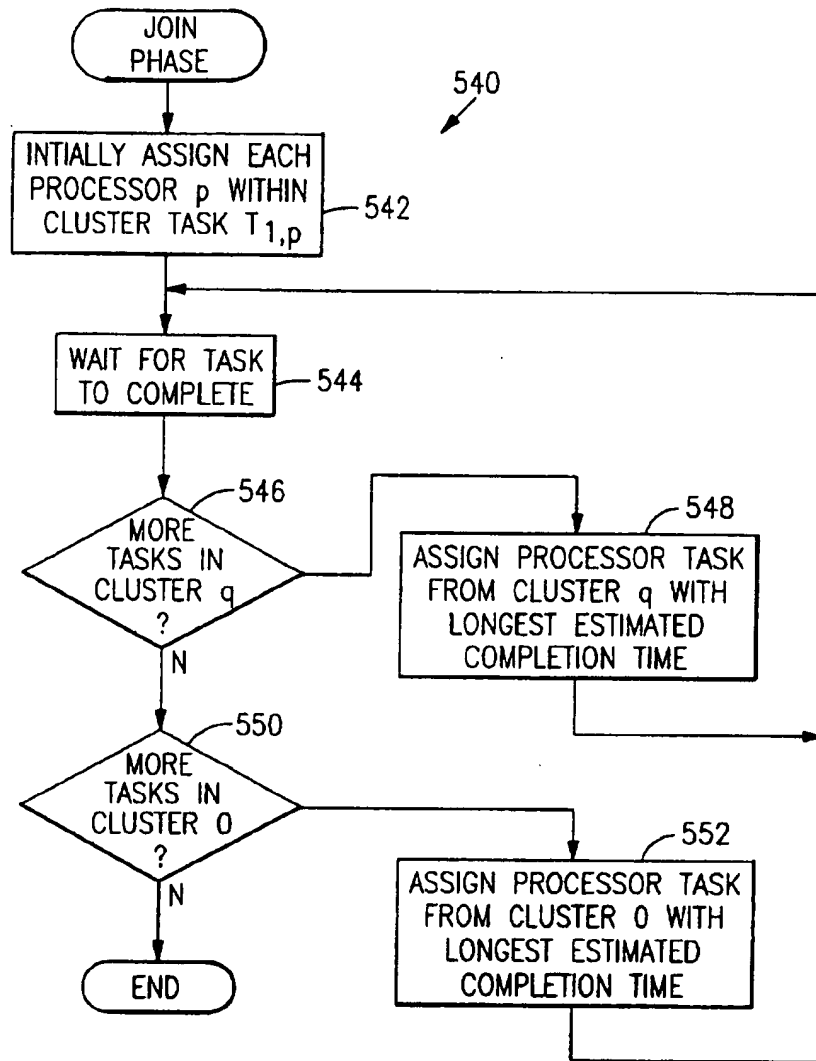 JOIN
PHASE
540
INTIALLY ASSIGN EACH
PROCESSOR p WITHIN
CLUSTER TASK T1,p
542
WAIT FOR TASK
TO COMPLETE
544
546
MORE
TASKS IN
CLUSTER q
?
N
548
ASSIGN PROCESSOR TASK
FROM CLUSTER q WITH
LONGEST ESTIMATED
COMPLETION TIME
550
MORE
TASKS IN
CLUSTER 0
?
N
552
ASSIGN PROCESSOR TASK
FROM CLUSTER 0 WITH
LONGEST ESTIMATED
COMPLETION TIME
END